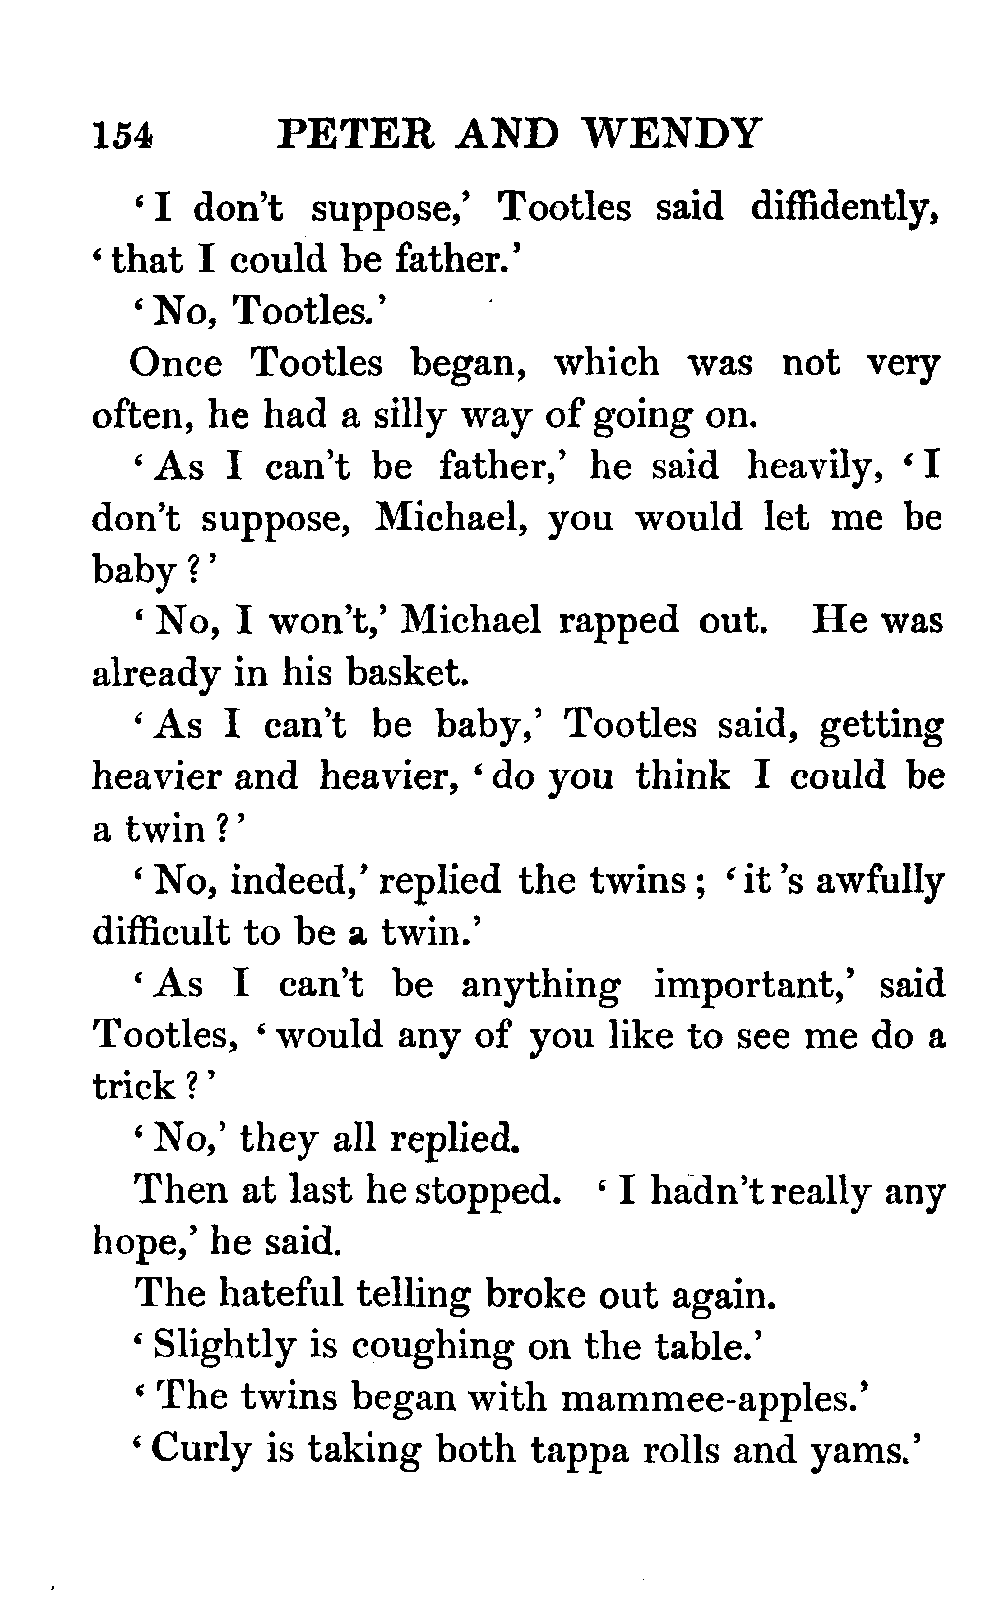 154 PETER AND WENDY
‘I don't suppose,’ Tootles said diffidently,
‘that I could be father.’
‘No, Tootles.’
Once Tootles began, which was not very
often, he had a silly way of going on.
‘As I can't be father,’ he said heavily, ‘I
don't suppose, Michael, you would let me be
baby?’
‘No, I won't,’ Michael rapped out. He was
already in his basket.
‘As I can't be baby,’ Tootles said, getting
heavier and heavier, ‘do you think I could be
a twin?’
‘No, indeed,’ replied the twins; ‘it's awfully
difficult to be a twin.’
‘As I can't be anything important,’ said
Tootles, ‘would any of you like to see me do a
trick?’
‘No,’ they all replied.
Then at last he stopped. ‘I hadn't really any
hope,’ he said.
The hateful telling broke out again.
‘Slightly is coughing on the table.’
‘The twins began with mammee-apples.’
‘Curly is taking both tappa rolls and yams.’